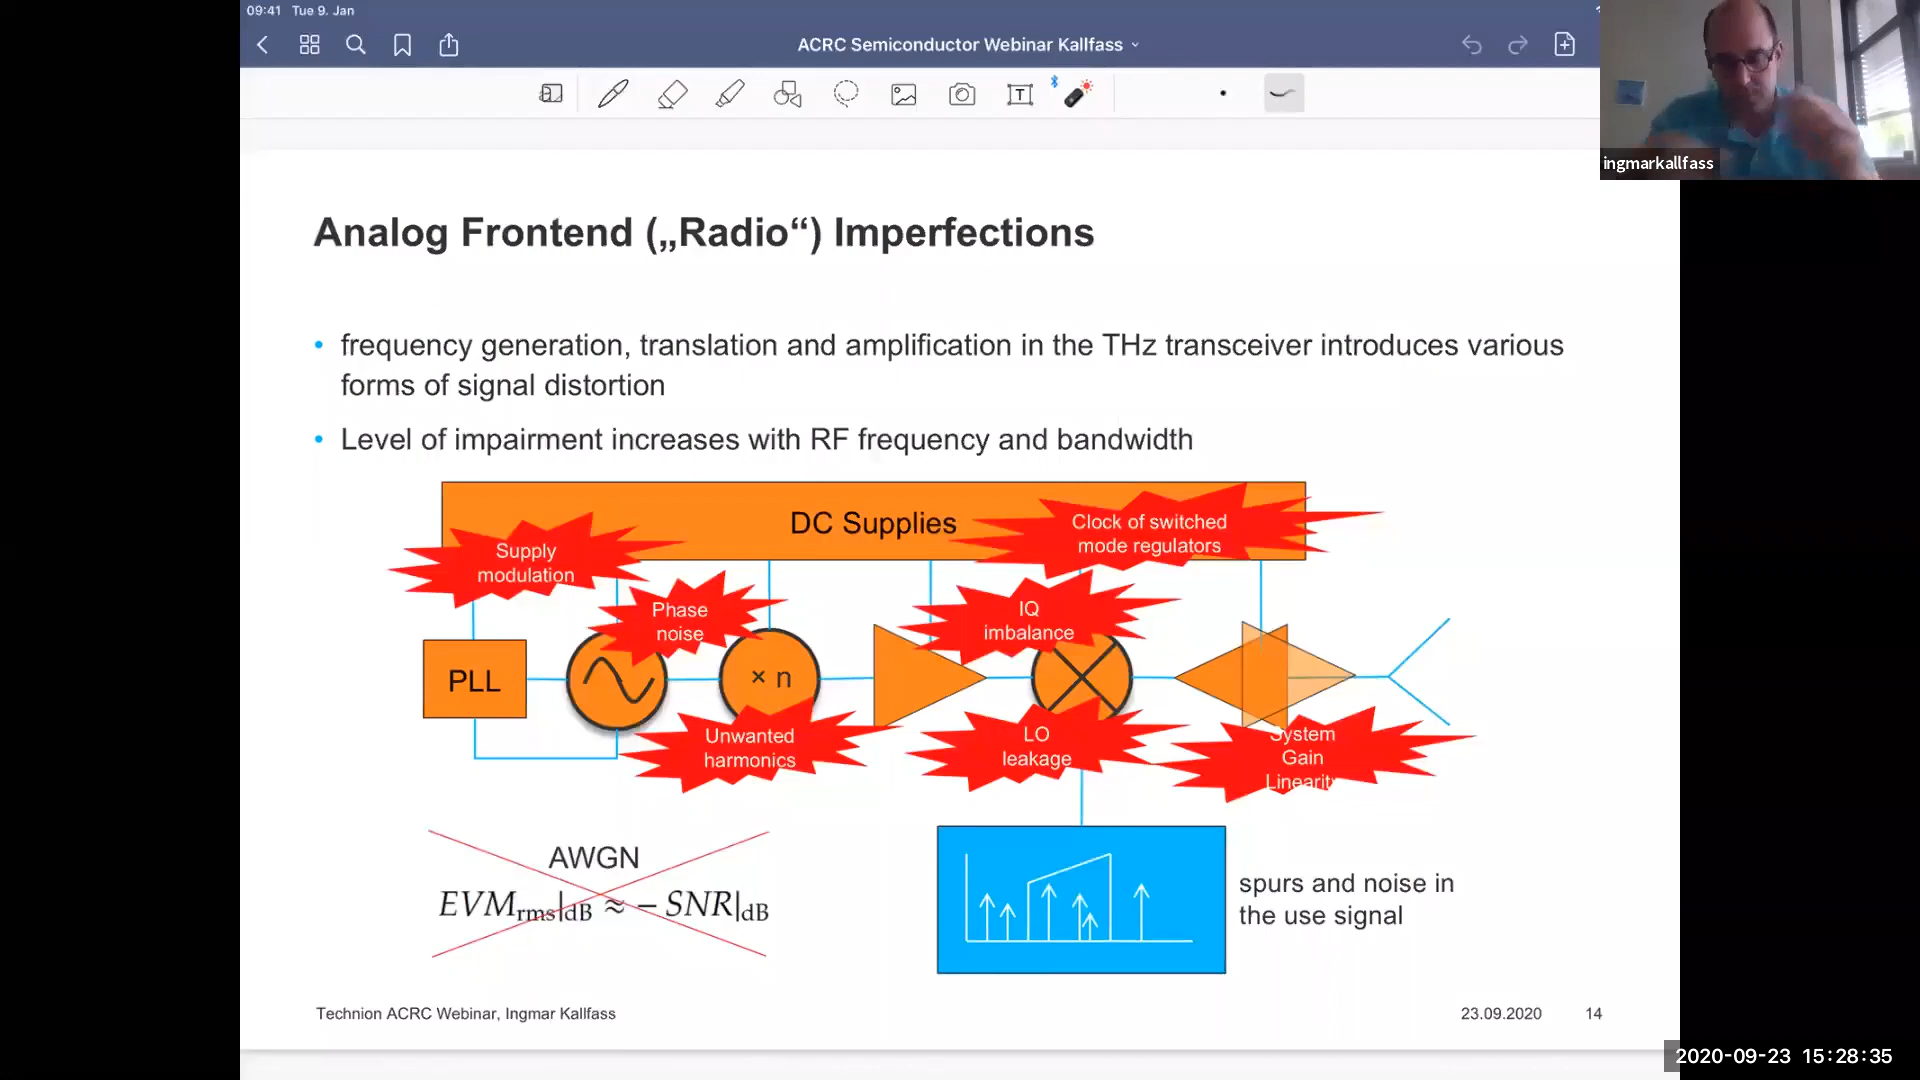 09:41 Tue 9. Jan
ACRC Semiconductor Webinar Kallfass
T
ingmarkallfass
Analog Frontend („Radio“) Imperfections
• frequency generation, translation and amplification in the THz transceiver introduces various
forms of signal distortion
• Level of impairment increases with RF frequency and bandwidth
DC Supplies
Clock of switched
mode regulators
Supply
modulation
Phase
noise
IQ
imbalance
PLL
× n
Unwanted
harmonics
LO
leakage
System
Gain
Linearity
AWGN
EVMrms|dB ≈ − SNR|dB
spurs and noise in
the use signal
Technion ACRC Webinar, Ingmar Kallfass
23.09.2020 14
2020-09-23 15:28:35